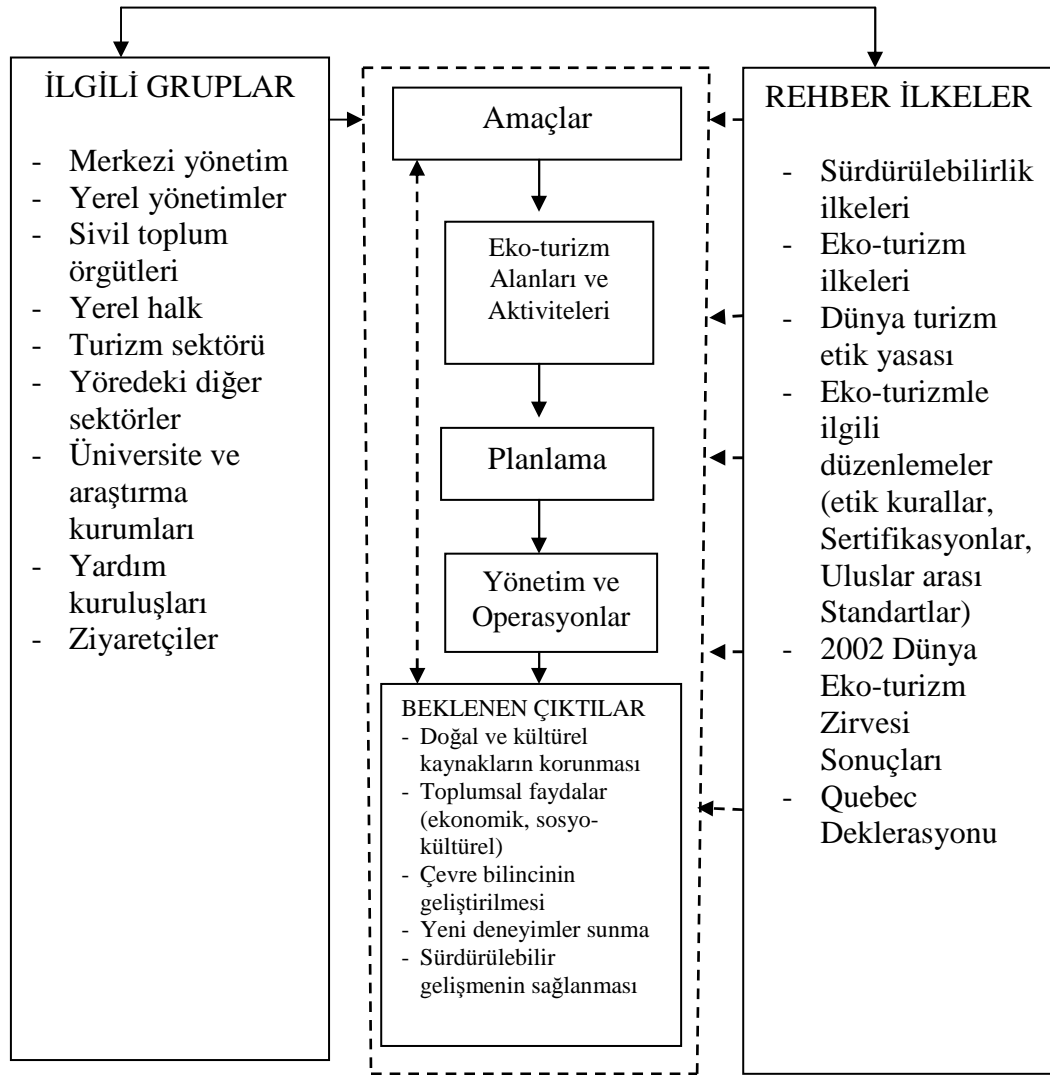 İLGİLİ GRUPLAR
- Merkezi yönetim
- Yerel yönetimler
- Sivil toplum
örgütleri
- Yerel halk
- Turizm sektörü
- Yöredeki diğer
sektörler
- Üniversite ve
araştırma
kurumları
- Yardım
kuruluşları
- Ziyaretçiler
Amaçlar
Eko-turizm
Alanları ve
Aktiviteleri
Planlama
Yönetim ve
Operasyonlar
BEKLENEN ÇIKTILAR
- Doğal ve kültürel
kaynakların korunması
- Toplumsal faydalar
(ekonomik, sosyo-
kültürel)
- Çevre bilincinin
geliştirilmesi
- Yeni deneyimler sunma
- Sürdürülebilir
gelişmenin sağlanması
REHBER İLKELER
- Sürdürülebilirlik
ilkeleri
- Eko-turizm
ilkeleri
- Dünya turizm
etik yasası
- Eko-turizmle
ilgili
düzenlemeler
(etik kurallar,
Sertifikasyonlar,
Uluslar arası
Standartlar)
- 2002 Dünya
Eko-turizm
Zirvesi
Sonuçları
- Quebec
Deklerasyonu